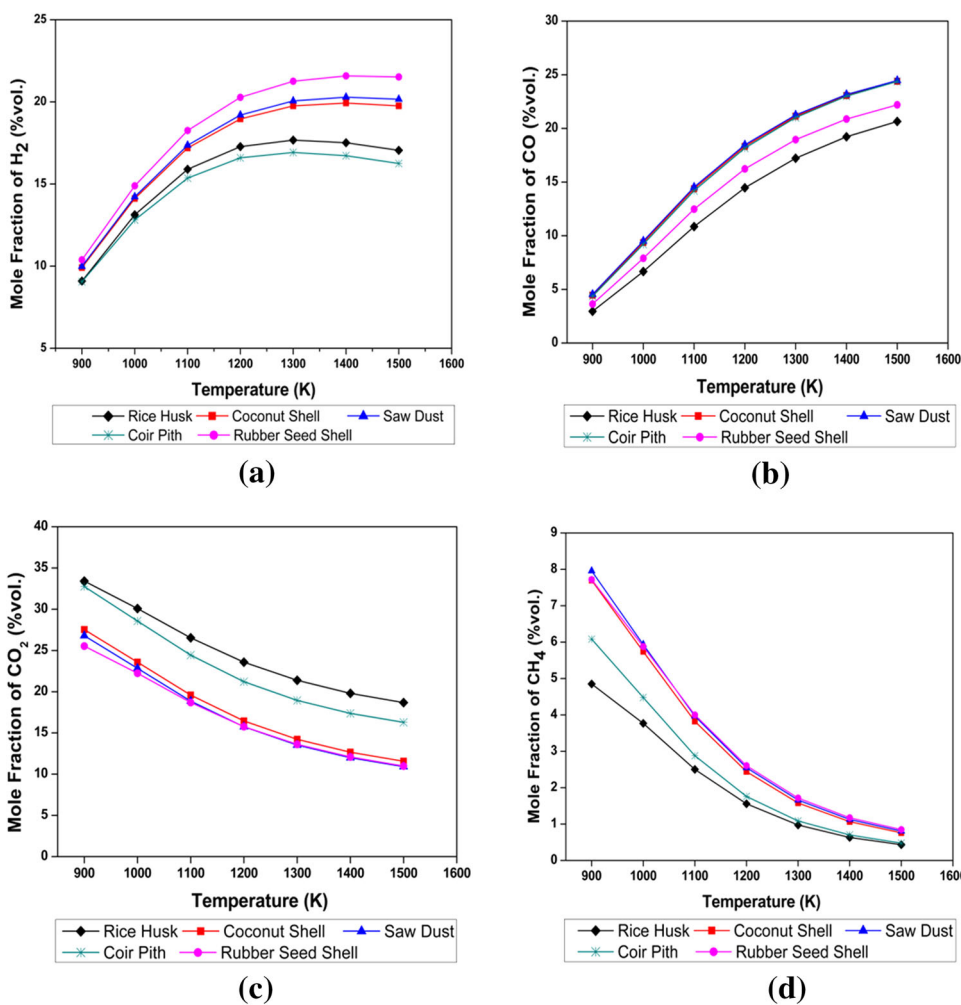 25
20
15
10
5
Mole Fraction of H2 (%vol.)
900 1000 1100 1200 1300 1400 1500 1600
Temperature (K)
Rice Husk Coconut Shell Saw Dust
Coir Pith Rubber Seed Shell
(a)
30
25
20
15
10
5
0
Mole Fraction of CO (%vol.)
900 1000 1100 1200 1300 1400 1500 1600
Temperature (K)
Rice Husk Coconut Shell Saw Dust
Coir Pith Rubber Seed Shell
(b)
40
30
20
10
0
Mole Fraction of CO2 (%vol.)
900 1000 1100 1200 1300 1400 1500 1600
Temperature (K)
Rice Husk Coconut Shell Saw Dust
Coir Pith Rubber Seed Shell
(c)
9
8
7
6
5
4
3
2
1
0
Mole Fraction of CH4 (%vol.)
900 1000 1100 1200 1300 1400 1500 1600
Temperature (K)
Rice Husk Coconut Shell Saw Dust
Coir Pith Rubber Seed Shell
(d)